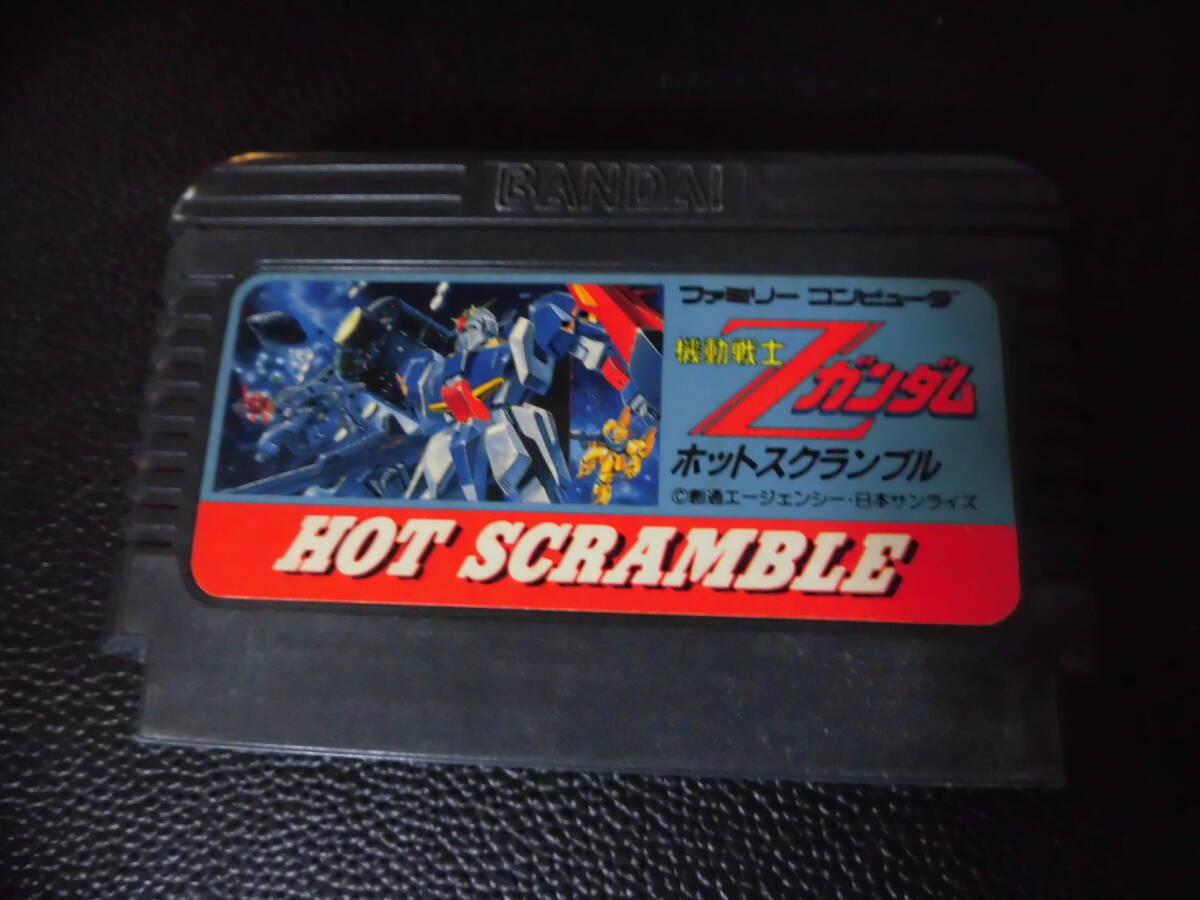 BANDAI
ファミリーコンピュータ
機動戦士
Ζガンダム
ホットスクランブル
©創通エージェンシー・日本サンライズ
HOT SCRAMBLE